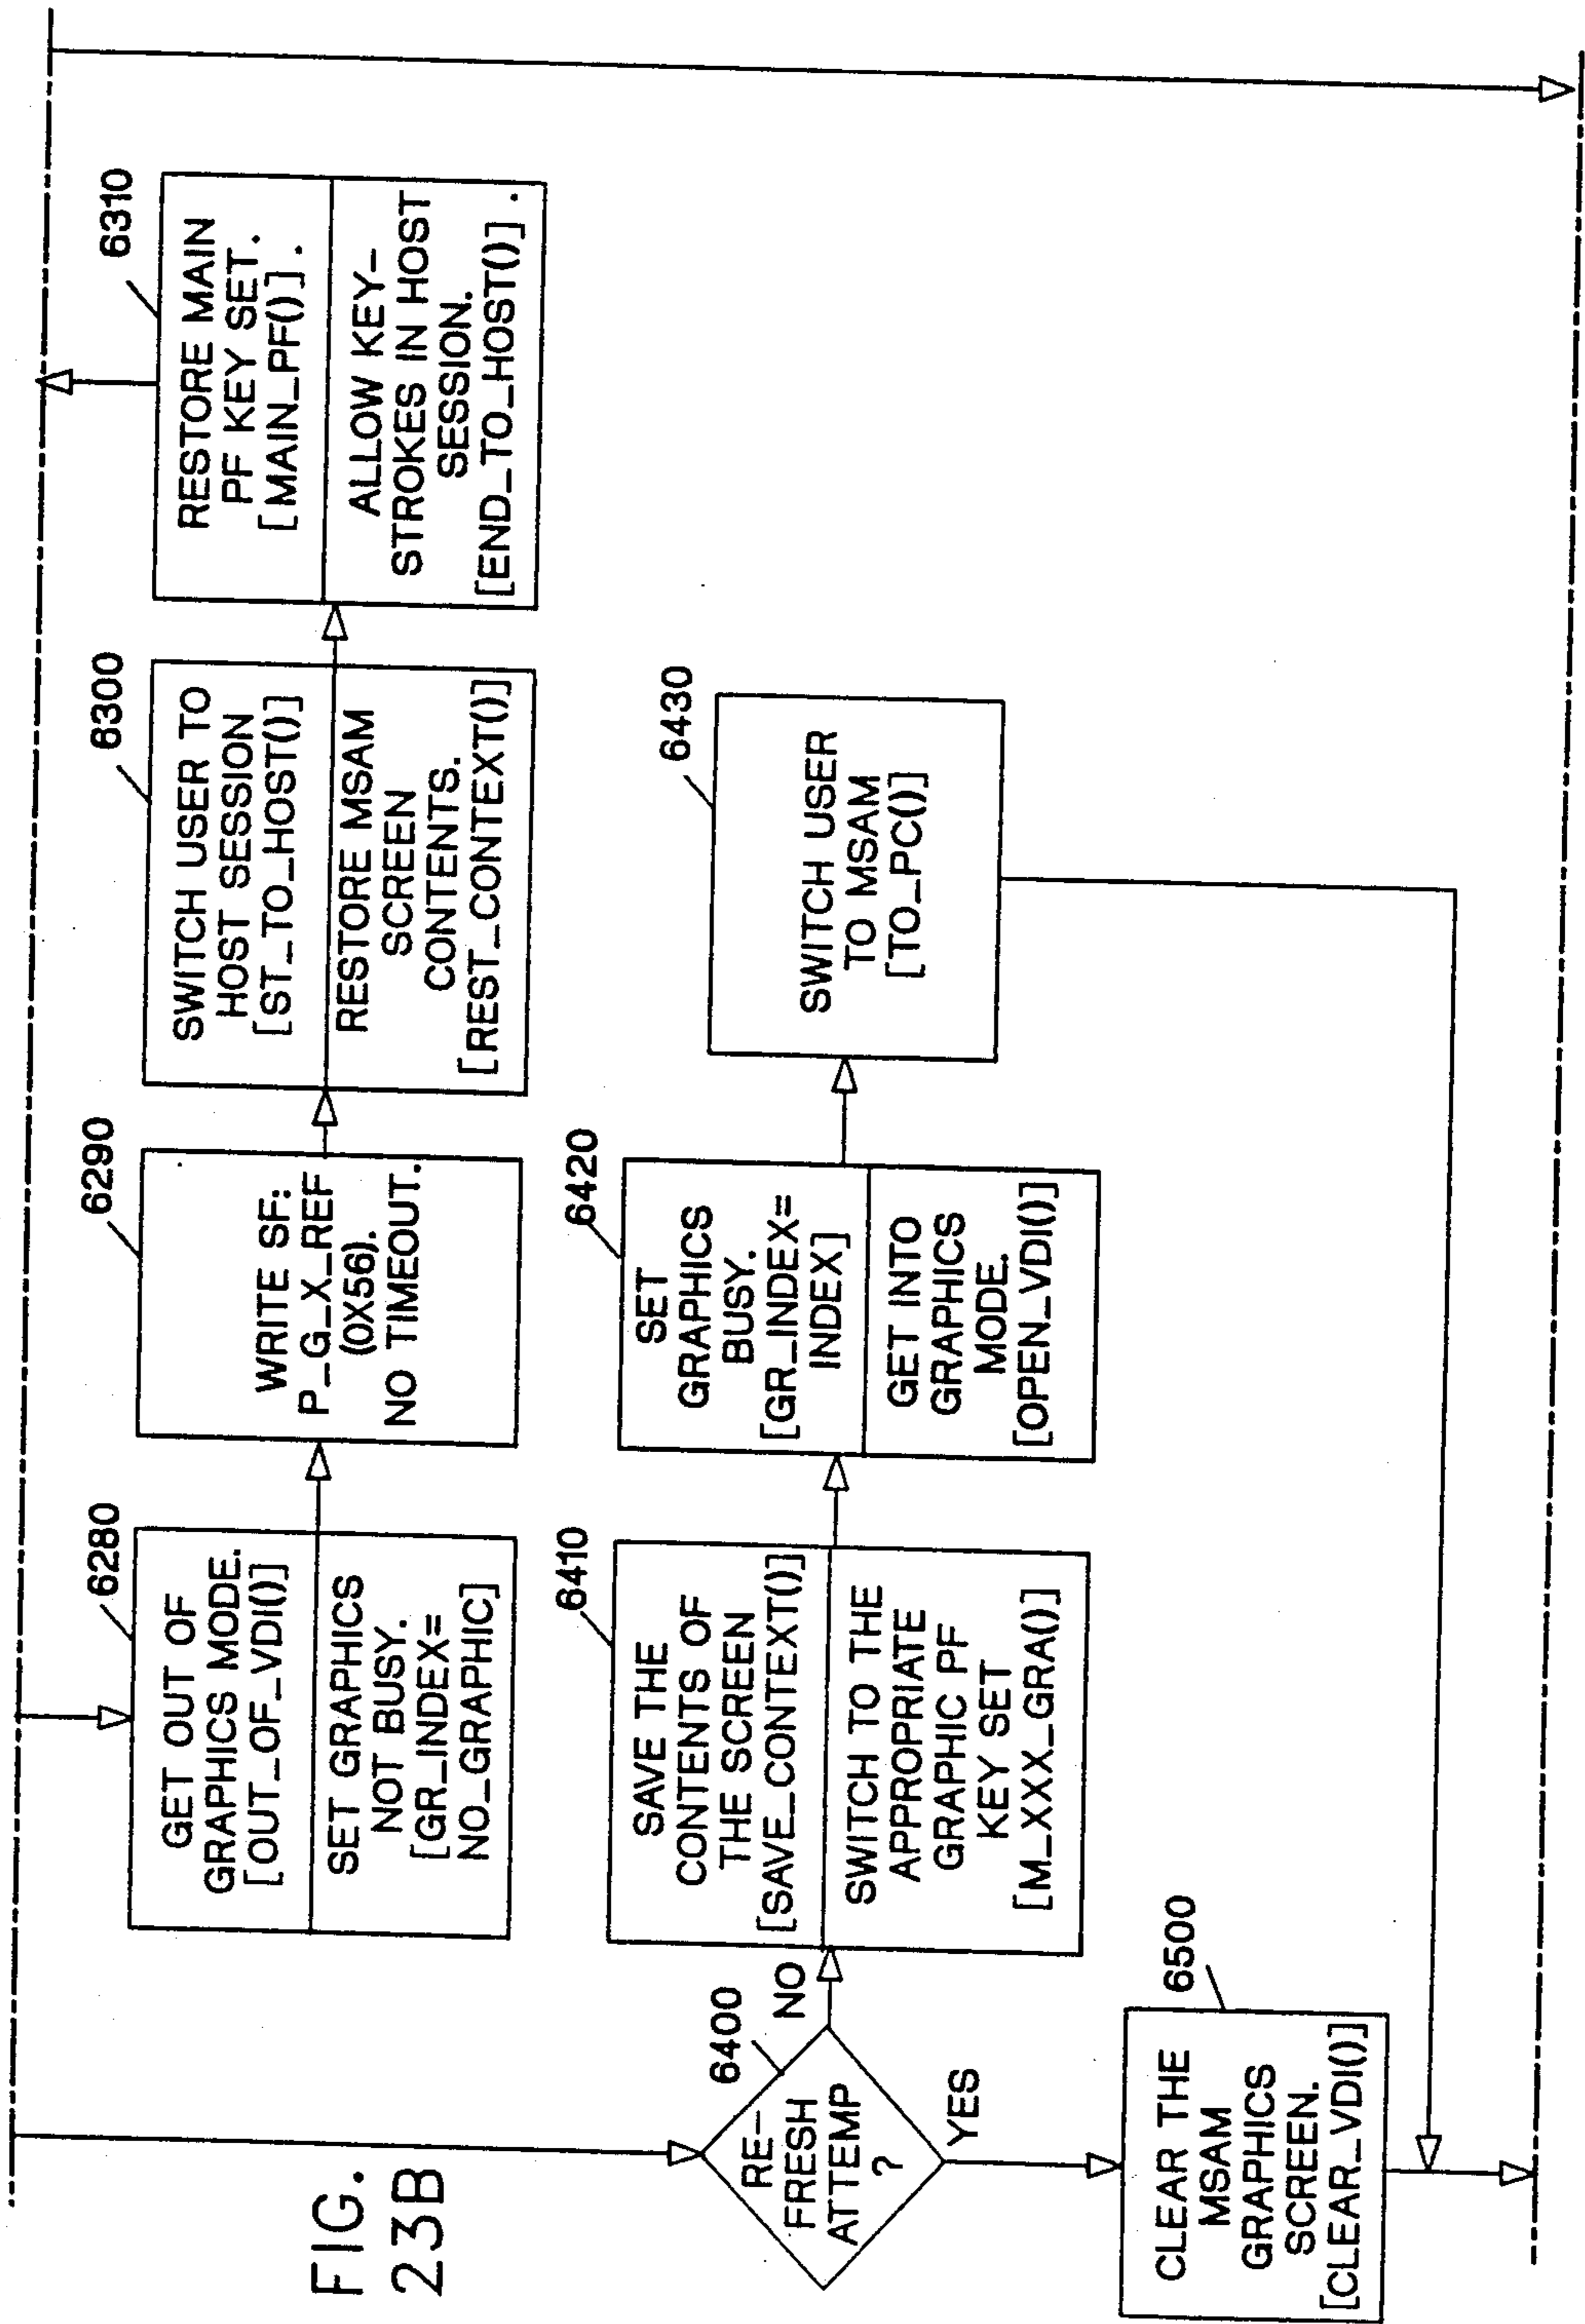 FIG.
23B
6280
GET OUT OF
GRAPHICS MODE.
[OUT_OF_VDI()]
SET GRAPHICS
NOT BUSY.
[GR_INDEX=
NO_GRAPHIC]
6290
WRITE SF:
P_G_X_REF
(0X56).
NO TIMEOUT.
6300
SWITCH USER TO
HOST SESSION
[ST_TO_HOST()]
RESTORE MSAM
SCREEN
CONTENTS.
[REST_CONTEXT()]
6310
RESTORE MAIN
PF KEY SET.
[MAIN_PF()].
ALLOW KEY-
STROKES IN HOST
SESSION.
[END_TO_HOST()].
6400
RE-
FRESH
ATTEMP
?
NO
YES
6410
SAVE THE
CONTENTS OF
THE SCREEN
[SAVE_CONTEXT()]
SWITCH TO THE
APPROPRIATE
GRAPHIC PF
KEY SET
[M_XXX_GRA()]
6420
SET
GRAPHICS
BUSY.
[GR_INDEX=
INDEX]
GET INTO
GRAPHICS
MODE.
[OPEN_VDI()]
6430
SWITCH USER
TO MSAM
[TO_PC()]
6500
CLEAR THE
MSAM
GRAPHICS
SCREEN.
[CLEAR_VDI()]